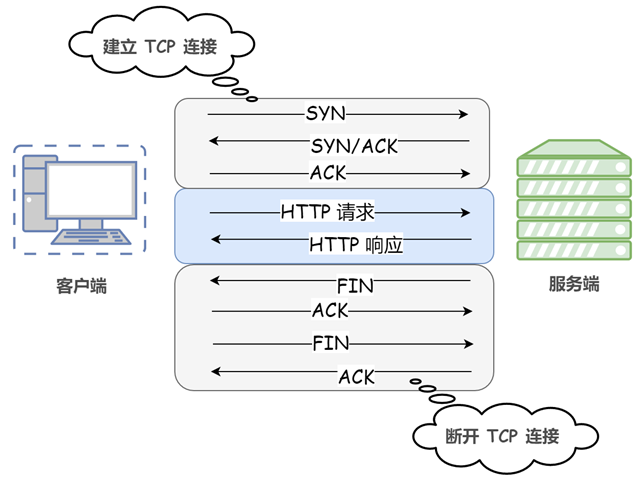 建立 TCP 连接
SYN
SYN/ACK
ACK
HTTP 请求
HTTP 响应
客户端
服务端
FIN
ACK
FIN
ACK
断开 TCP 连接